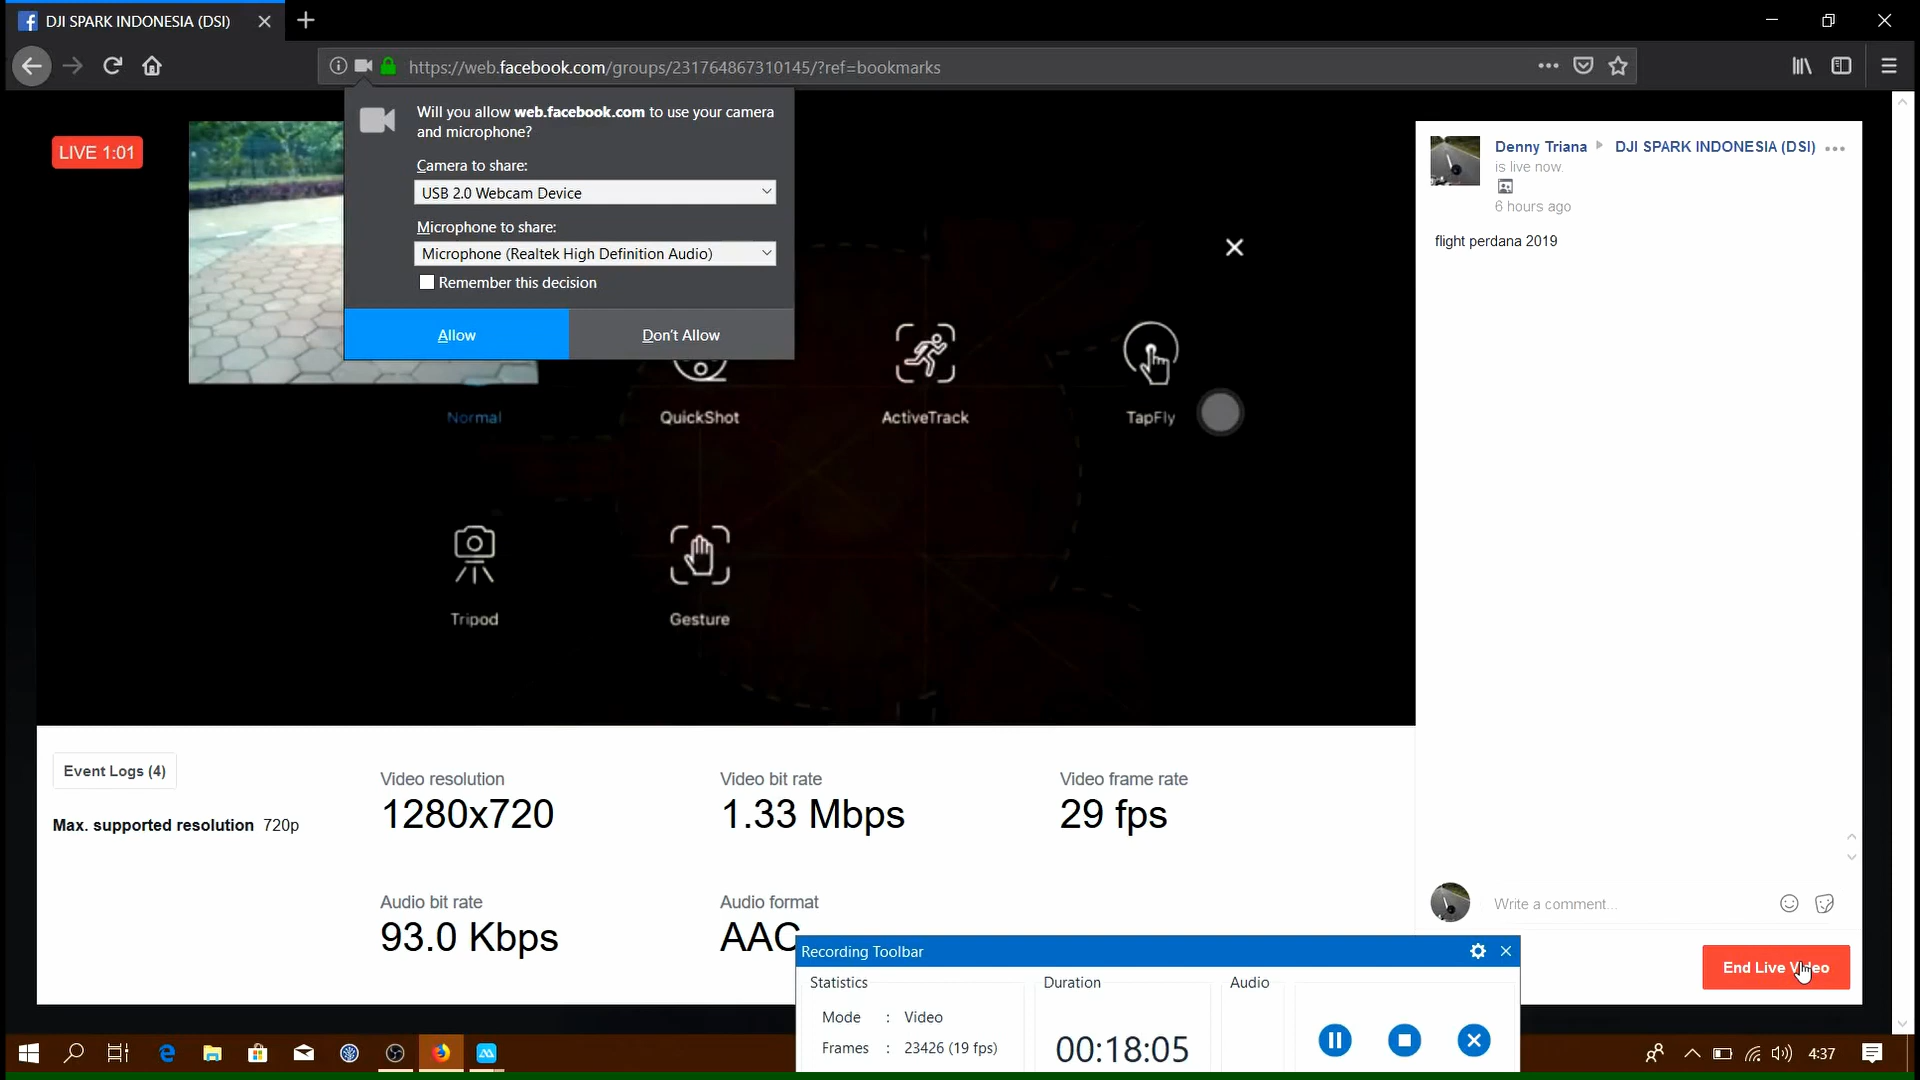 DJI SPARK INDONESIA (DSI)
https://web.facebook.com/groups/231764867310145/?ref=bookmarks
Will you allow web.facebook.com to use your camera
and microphone?
Camera to share:
USB 2.0 Webcam Device
Microphone to share:
Microphone (Realtek High Definition Audio)
Remember this decision
Allow
Don't Allow
LIVE 1:01
Normal
QuickShot
ActiveTrack
TapFly
Tripod
Gesture
Denny Triana DJI SPARK INDONESIA (DSI)
is live now.
6 hours ago
flight perdana 2019
Event Logs (4)
Max. supported resolution 720p
Video resolution
1280x720
Video bit rate
1.33 Mbps
Video frame rate
29 fps
Audio bit rate
93.0 Kbps
Audio format
AAC
Write a comment...
End Live Video
Recording Toolbar
Statistics
Mode : Video
Frames : 23426 (19 fps)
Duration
00:18:05
Audio
4:37